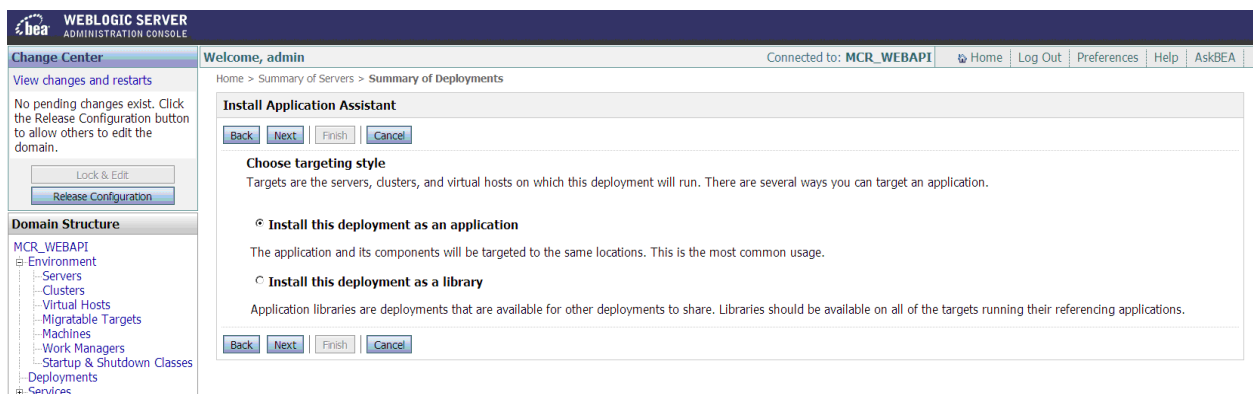 bea WEBLOGIC SERVER
ADMINISTRATION CONSOLE
Change Center
View changes and restarts
No pending changes exist. Click
the Release Configuration button
to allow others to edit the
domain.
Lock & Edit
Release Configuration
Domain Structure
MCR_WEBAPI
Environment
Servers
Clusters
Virtual Hosts
Migratable Targets
Machines
Work Managers
Startup & Shutdown Classes
Deployments
Services
Welcome, admin
Connected to: MCR_WEBAPI
Home Log Out Preferences Help AskBEA
Home > Summary of Servers > Summary of Deployments
Install Application Assistant
Back Next Finish Cancel
Choose targeting style
Targets are the servers, clusters, and virtual hosts on which this deployment will run. There are several ways you can target an application.
Install this deployment as an application
The application and its components will be targeted to the same locations. This is the most common usage.
Install this deployment as a library
Application libraries are deployments that are available for other deployments to share. Libraries should be available on all of the targets running their referencing applications.
Back Next Finish Cancel